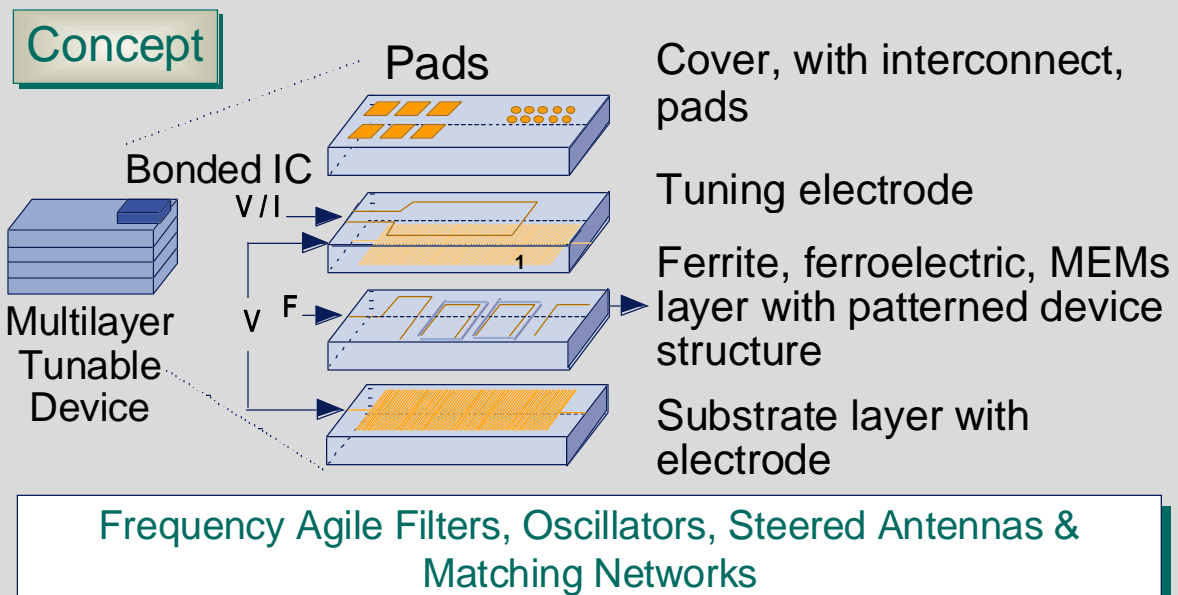 Concept
Pads
Cover, with interconnect,
pads
Bonded IC
V / I
Tuning electrode
1
Ferrite, ferroelectric, MEMs
layer with patterned device
structure
V
F
Multilayer
Tunable
Device
Substrate layer with
electrode
Frequency Agile Filters, Oscillators, Steered Antennas &
Matching Networks